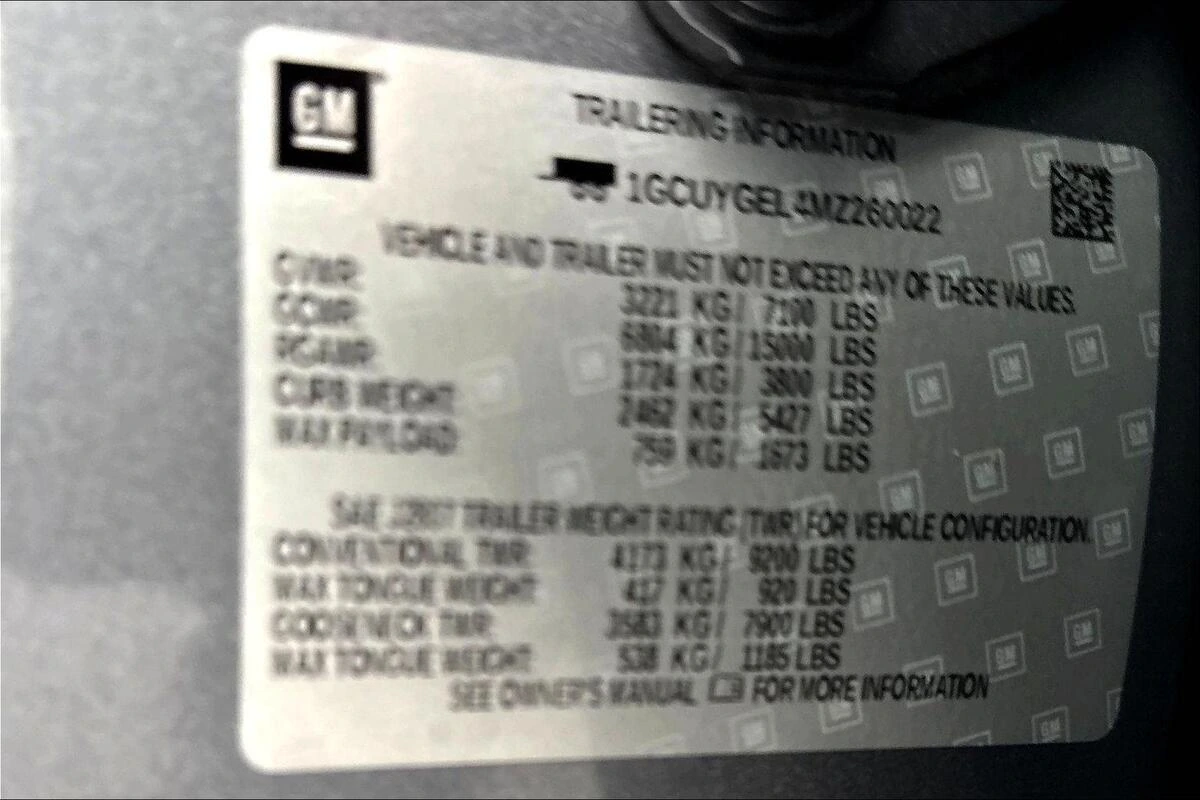 GM
TRAILERING INFORMATION
1GCUYGEL4MZ260022
VEHICLE AND TRAILER MUST NOT EXCEED ANY OF THESE VALUES.
GVWR: 3221 KG/ 7100 LBS
GCWR: 6804 KG/ 15000 LBS
RGAWR: 1724 KG/ 3800 LBS
CURB WEIGHT: 2462 KG/ 5427 LBS
MAX PAYLOAD: 759 KG/ 1673 LBS
SAE J2807 TRAILER WEIGHT RATING (TWR) FOR VEHICLE CONFIGURATION.
CONVENTIONAL TWR: 4173 KG/ 9200 LBS
MAX TONGUE WEIGHT: 417 KG/ 920 LBS
GOOSENECK TWR: 3583 KG/ 7900 LBS
MAX TONGUE WEIGHT: 538 KG/ 1185 LBS
SEE OWNER'S MANUAL FOR MORE INFORMATION